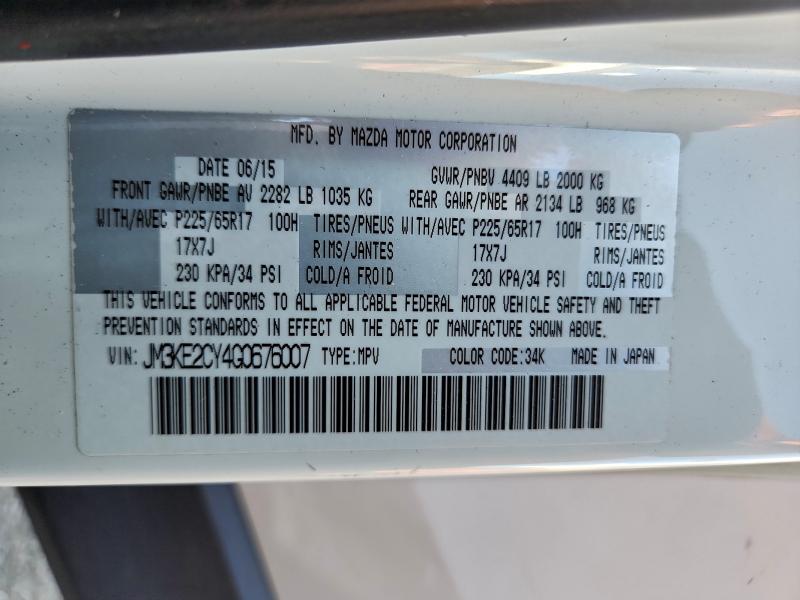 MFD. BY MAZDA MOTOR CORPORATION
DATE 06/15 GVWR/PNBV 4409 LB 2000 KG
FRONT GAWR/PNBE AV 2282 LB 1035 KG REAR GAWR/PNBE AR 2134 LB 968 KG
WITH/AVEC P225/65R17 100H TIRES/PNEUS WITH/AVEC P225/65R17 100H TIRES/PNEUS
17X7J RIMS/JANTES 17X7J RIMS/JANTES
230 KPA/34 PSI COLD/A FROID 230 KPA/34 PSI COLD/A FROID
THIS VEHICLE CONFORMS TO ALL APPLICABLE FEDERAL MOTOR VEHICLE SAFETY AND THEFT
PREVENTION STANDARDS IN EFFECT ON THE DATE OF MANUFACTURE SHOWN ABOVE.
VIN: JM3KE2CY4G0676007 TYPE:MPV COLOR CODE:34K MADE IN JAPAN